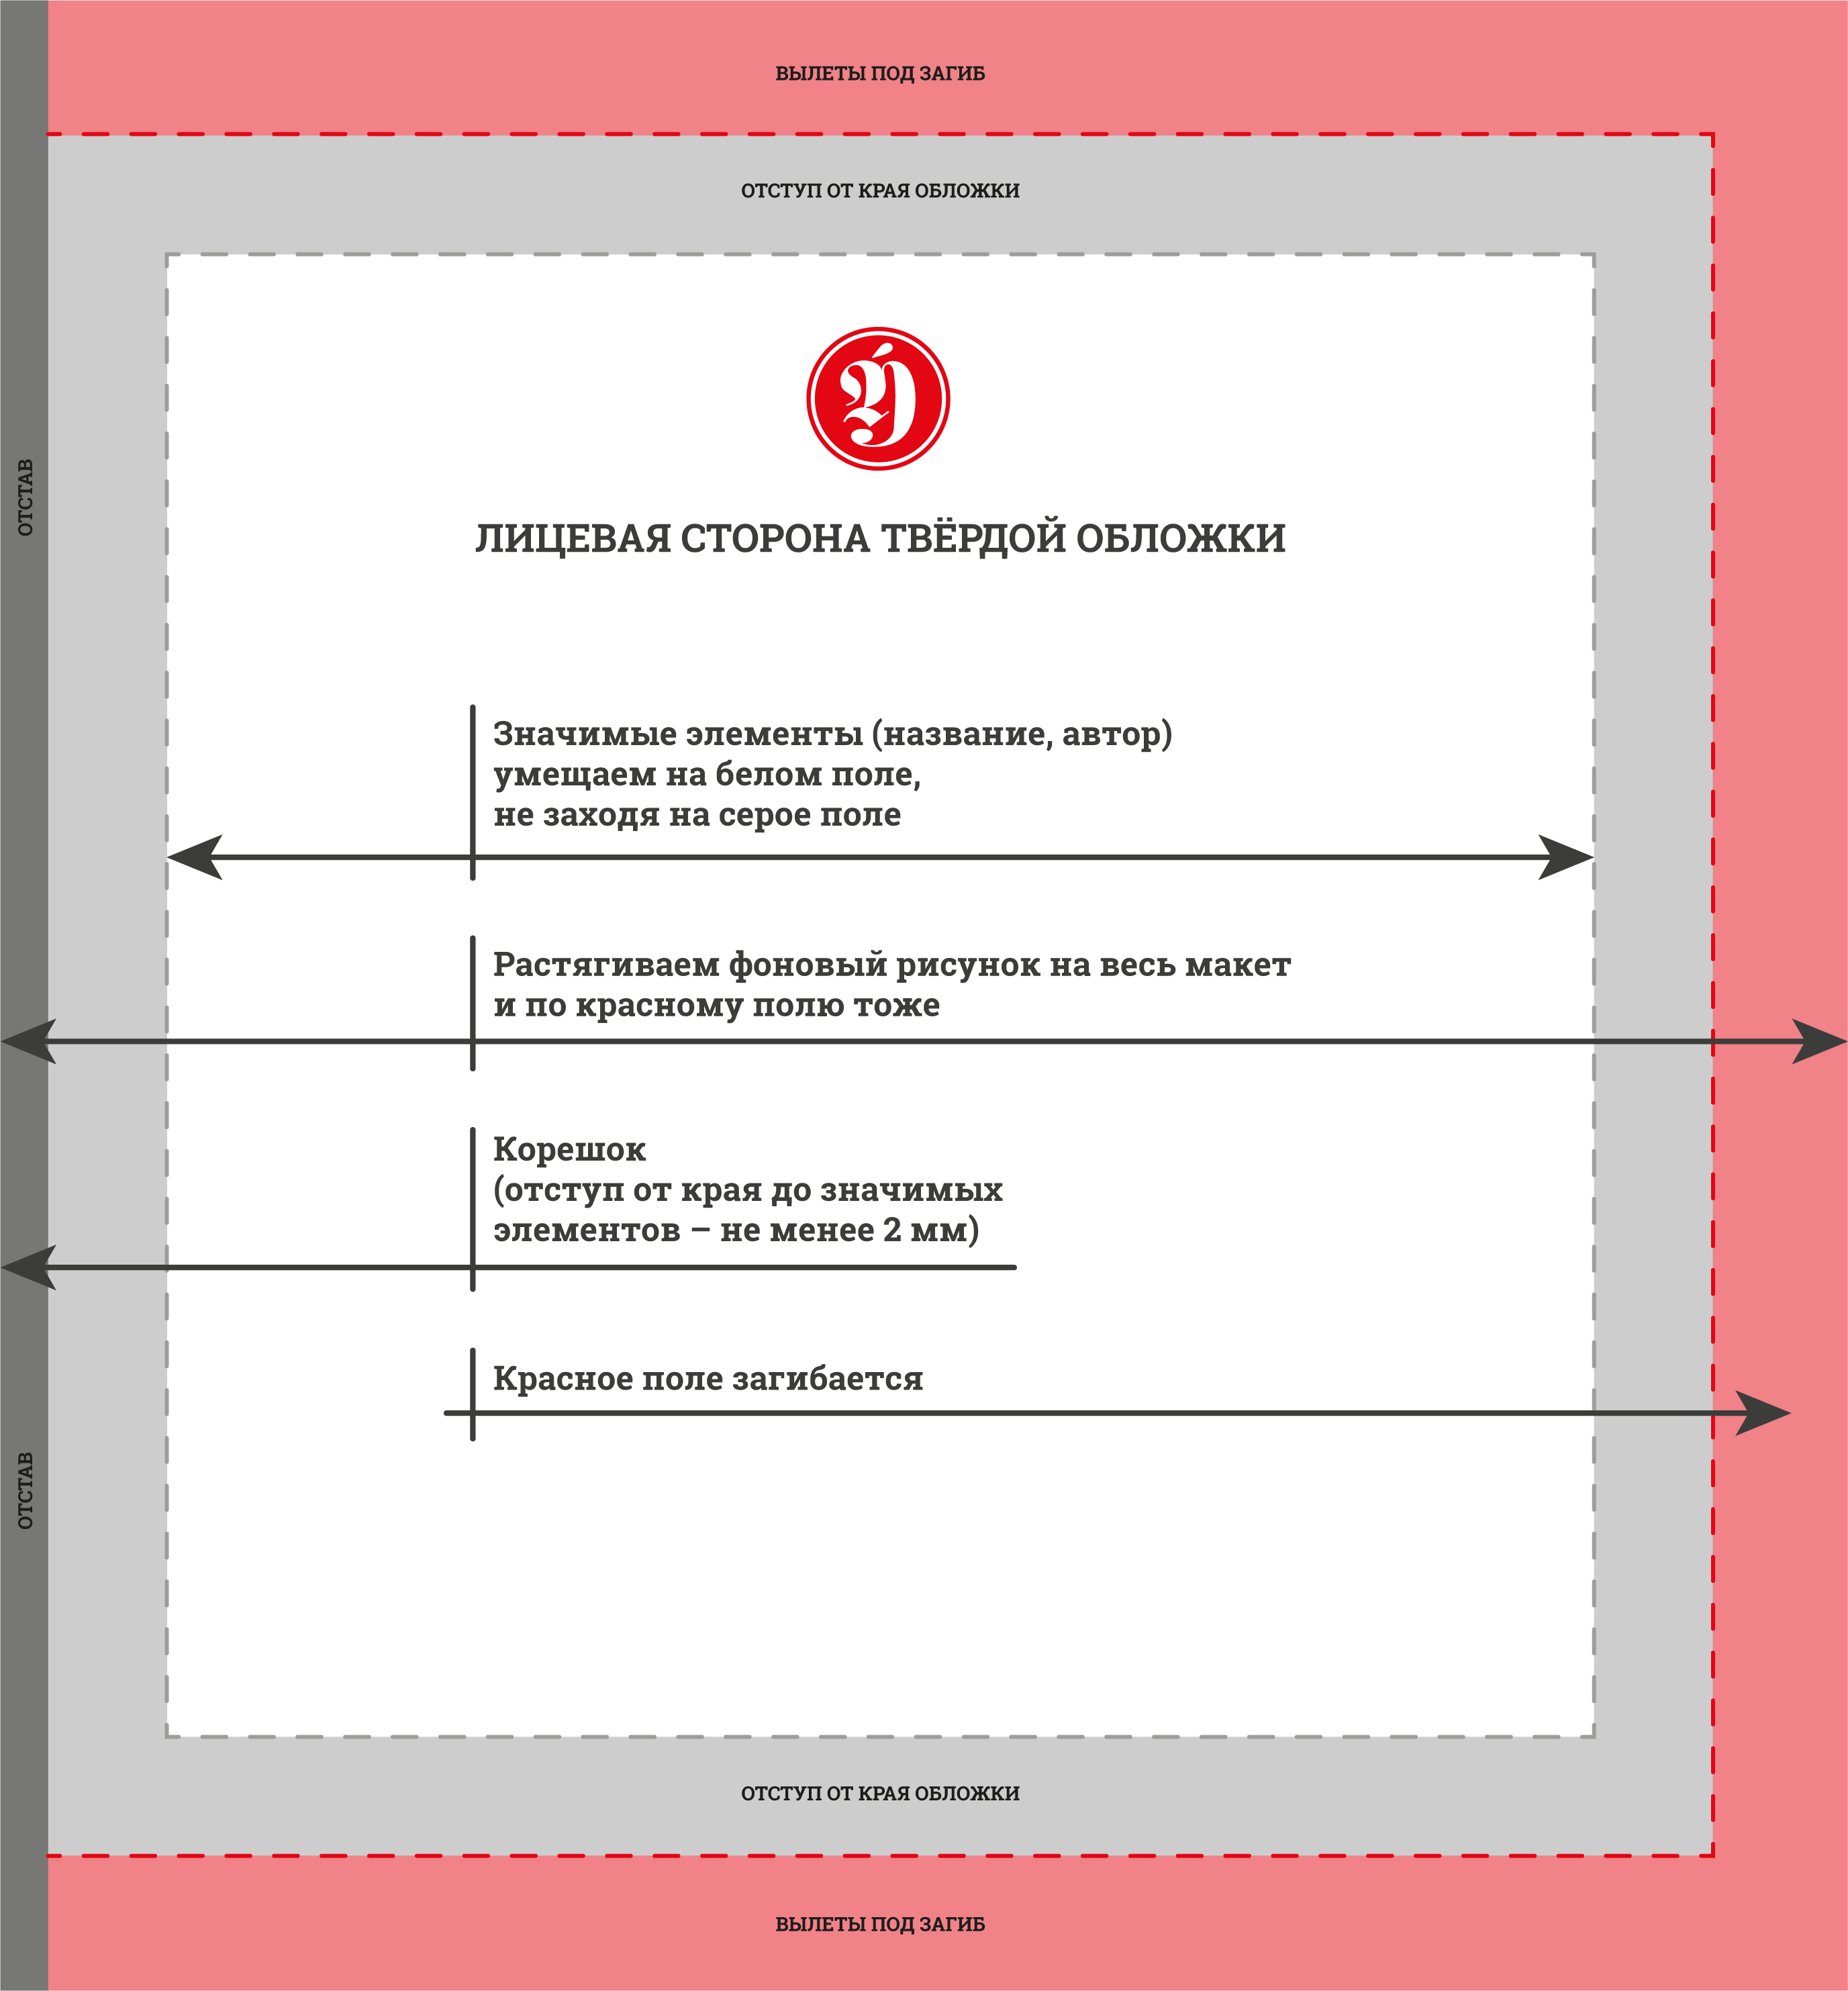 ВЫЛЕТЫ ПОД ЗАГИБ
ОТСТУП ОТ КРАЯ ОБЛОЖКИ
ОТСТАВ
ЛИЦЕВАЯ СТОРОНА ТВЁРДОЙ ОБЛОЖКИ
Значимые элементы (название, автор)
умещаем на белом поле,
не заходя на серое поле
Растягиваем фоновый рисунок на весь макет
и по красному полю тоже
Корешок
(отступ от края до значимых
элементов – не менее 2 мм)
Красное поле загибается
ОТСТАВ
ОТСТУП ОТ КРАЯ ОБЛОЖКИ
ВЫЛЕТЫ ПОД ЗАГИБ